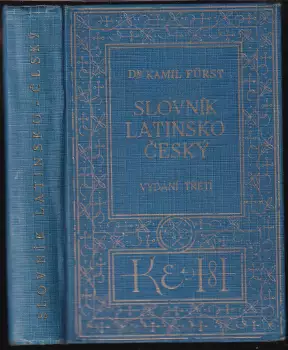 SLOVNÍK LATINSKO-ČESKÝ
Dr KAMIL FÜRST
SLOVNÍK
LATINSKO
ČESKÝ
VYDÁNÍ TŘETÍ